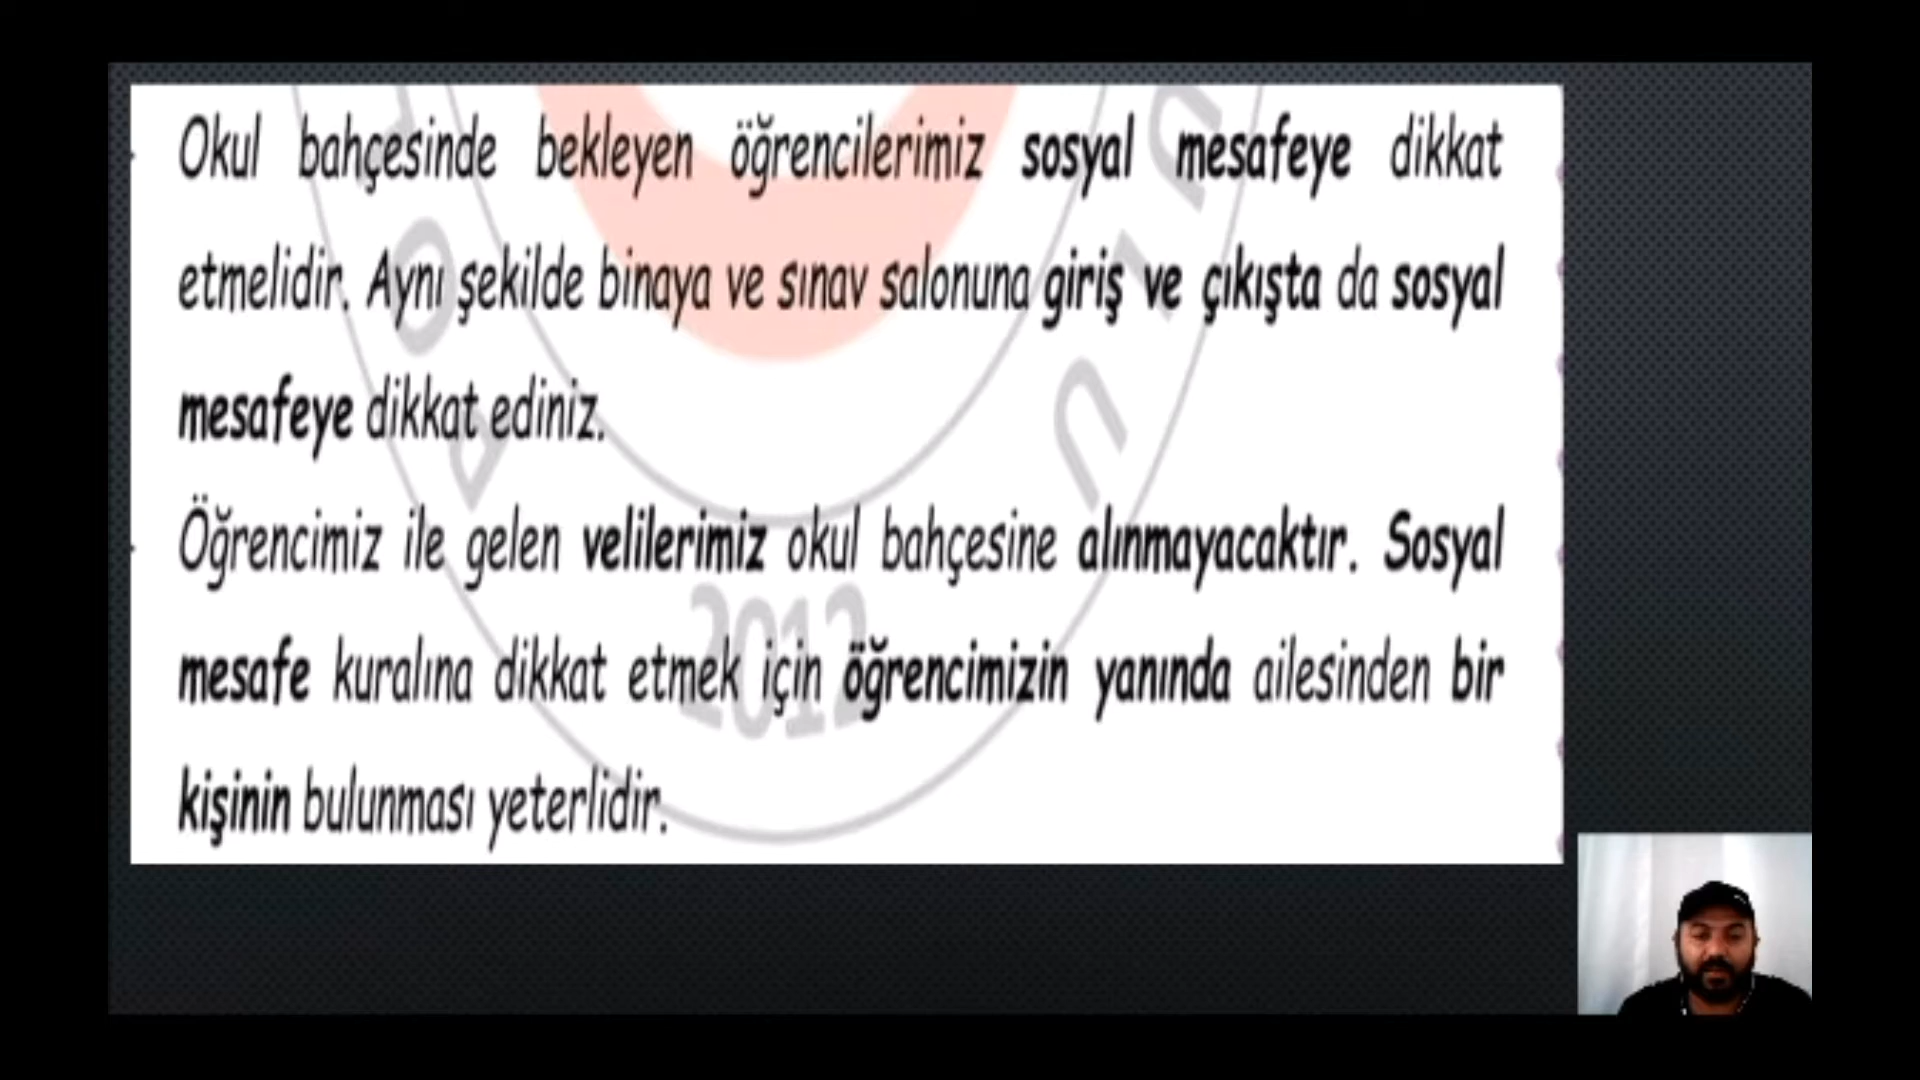 Okul bahçesinde bekleyen öğrencilerimiz sosyal mesafeye dikkat
etmelidir. Aynı şekilde binaya ve sınav salonuna giriş ve çıkışta da sosyal
mesafeye dikkat ediniz.
Öğrencimiz ile gelen velilerimiz okul bahçesine alınmayacaktır. Sosyal
mesafe kuralına dikkat etmek için öğrencimizin yanında ailesinden bir
kişinin bulunması yeterlidir.
2012